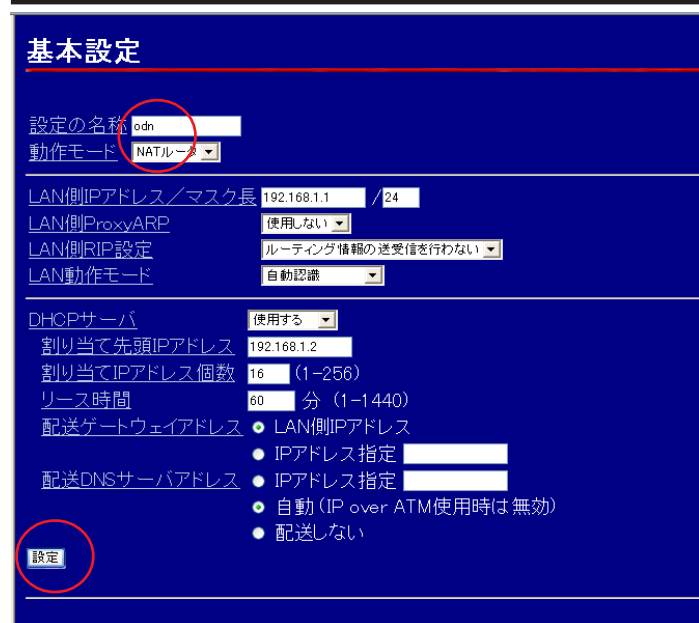 基本設定
設定の名称 odn
動作モード NATルータ
LAN側IPアドレス／マスク長 192.168.1.1 /24
LAN側ProxyARP 使用しない
LAN側RIP設定 ルーティング情報の送受信を行わない
LAN動作モード 自動認識
DHCPサーバ 使用する
割り当て先頭IPアドレス 192.168.1.2
割り当てIPアドレス個数 16 (1-256)
リース時間 60 分 (1-1440)
配送ゲートウェイアドレス LAN側IPアドレス
IPアドレス指定
配送DNSサーバアドレス IPアドレス指定
自動(IP over ATM使用時は無効)
配送しない
設定